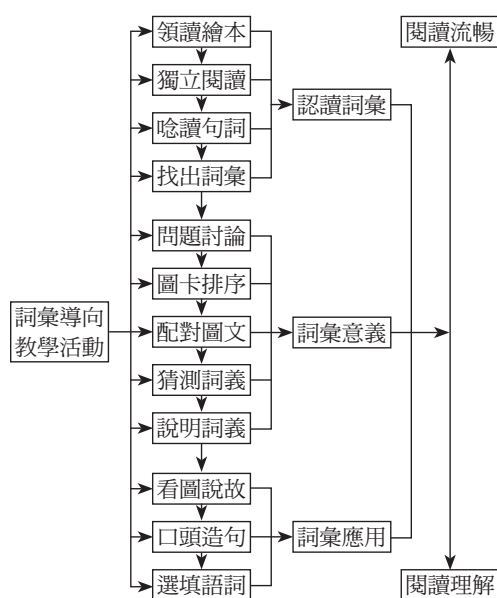 領讀繪本
閱讀流暢
獨立閱讀
認讀詞彙
唸讀句詞
找出詞彙
問題討論
圖卡排序
詞彙導向
教學活動
配對圖文
詞彙意義
猜測詞義
說明詞義
看圖說故
口頭造句
詞彙應用
選填語詞
閱讀理解